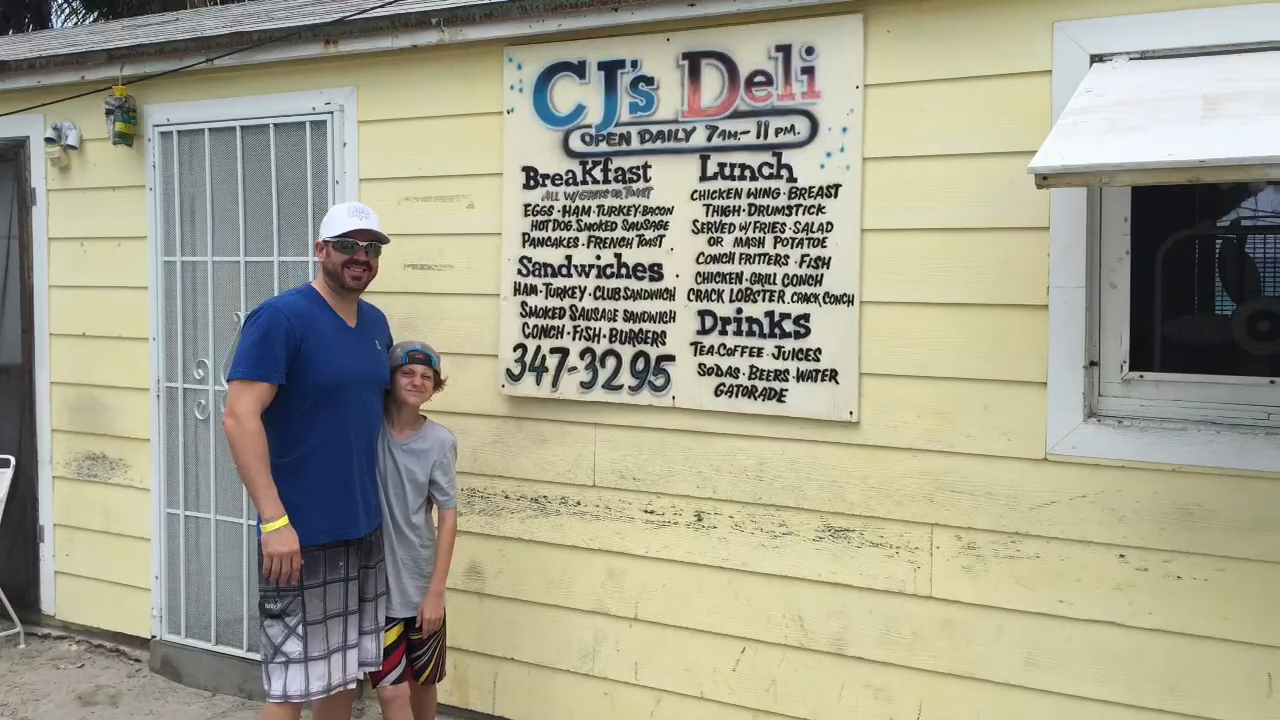 CJ's Deli
OPEN DAILY 7AM.-11 PM.
Breakfast
ALL W/GRITS OR TOAST
EGGS·HAM·TURKEY·BACON
HOTDOG.SMOKED SAUSAGE
PANCAKES·FRENCH TOAST
Sandwiches
HAM·TURKEY·CLUB SANDWICH
SMOKED SAUSAGE SANDWICH
CONCH·FISH·BURGERS
347-3295
Lunch
CHICKEN WING·BREAST
THIGH·DRUMSTICK
SERVED W/ FRIES·SALAD
OR MASH POTATOE
CONCH FRITTERS·FISH
CHICKEN·GRILL CONCH
CRACK LOBSTER.CRACK CONCH
Drinks
TEA·COFFEE·JUICES
SODAS·BEERS·WATER
GATORADE